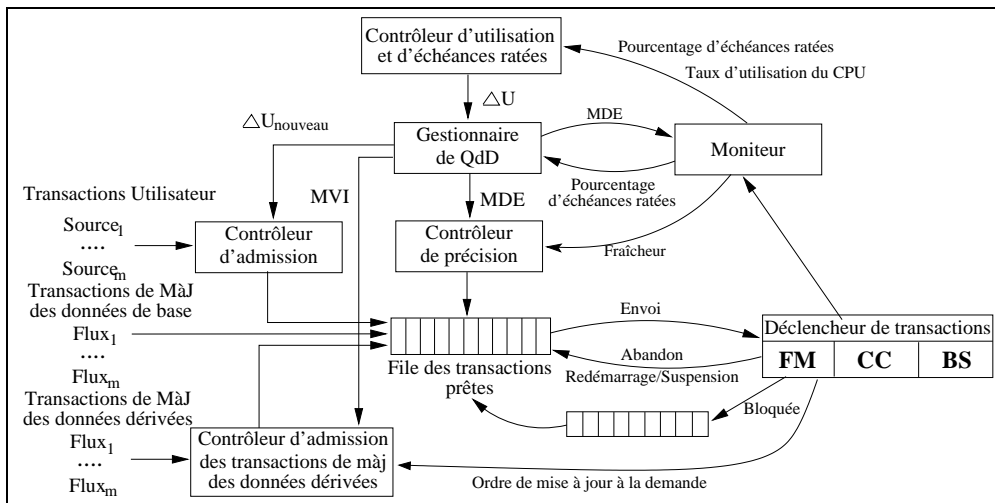 Contrôleur d'utilisation
et d'échéances ratées
Pourcentage d'échéances ratées
Taux d'utilisation du CPU
△U
△Unouveau
MDE
Gestionnaire
de QdD
Moniteur
Pourcentage
d'échéances ratées
MVI
MDE
Transactions Utilisateur
Source1
....
Sourcem
Contrôleur
d'admission
Contrôleur
de précision
Fraîcheur
Transactions de MàJ
des données de base
Flux1
....
Fluxm
Envoi
Déclencheur de transactions
FM CC BS
Abandon
Redémarrage/Suspension
File des transactions
prêtes
Bloquée
Transactions de MàJ
des données dérivées
Flux1
....
Fluxm
Contrôleur d'admission
des transactions de màj
des données dérivées
Ordre de mise à jour à la demande